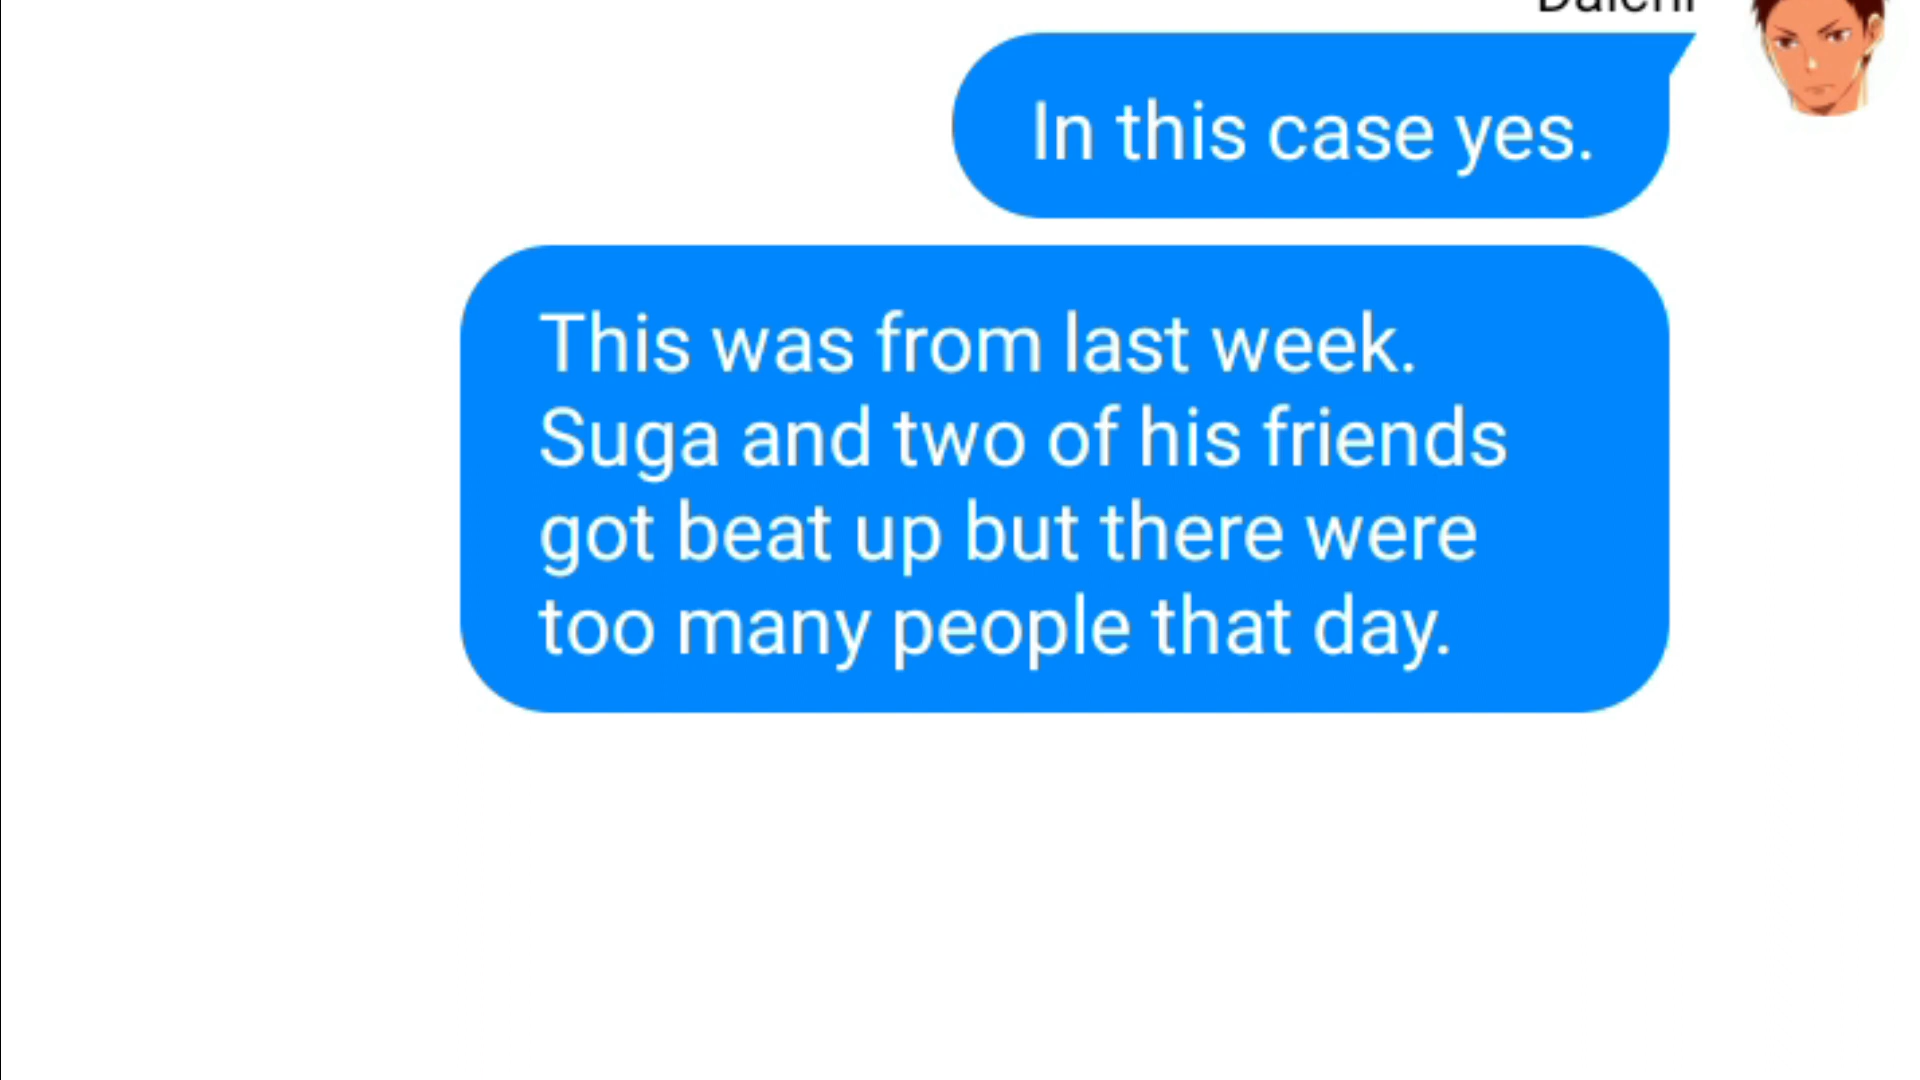 Daichi
In this case yes.
This was from last week.
Suga and two of his friends
got beat up but there were
too many people that day.